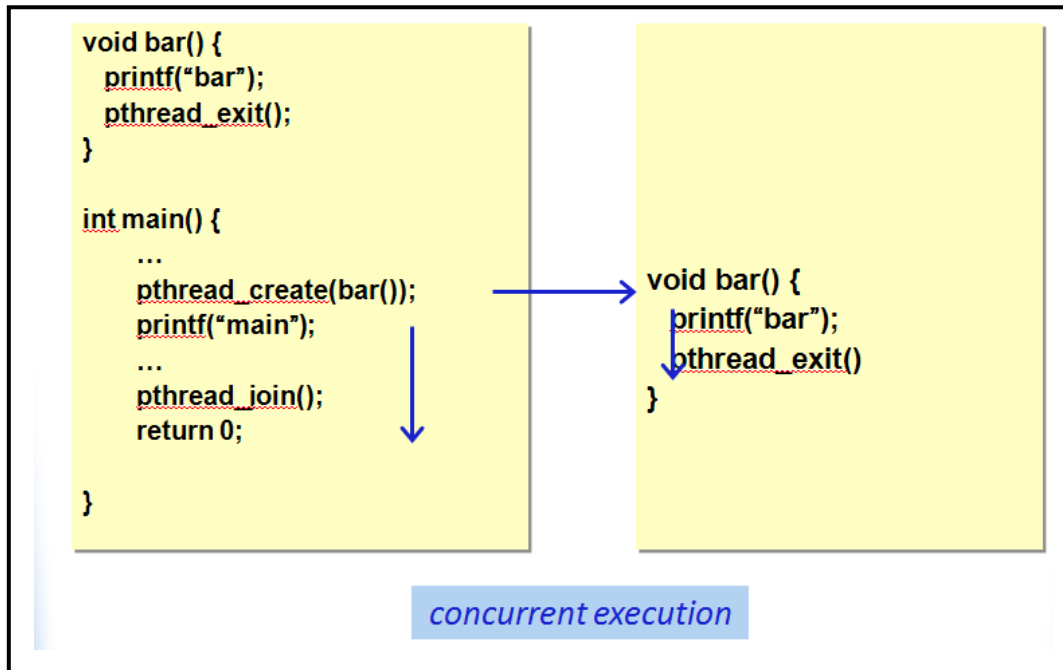 void bar() {
printf(“bar”);
pthread_exit();
}
int main() {
…
pthread_create(bar());
printf(“main”);
…
pthread_join();
return 0;
}
void bar() {
printf(“bar”);
pthread_exit()
}
concurrent execution